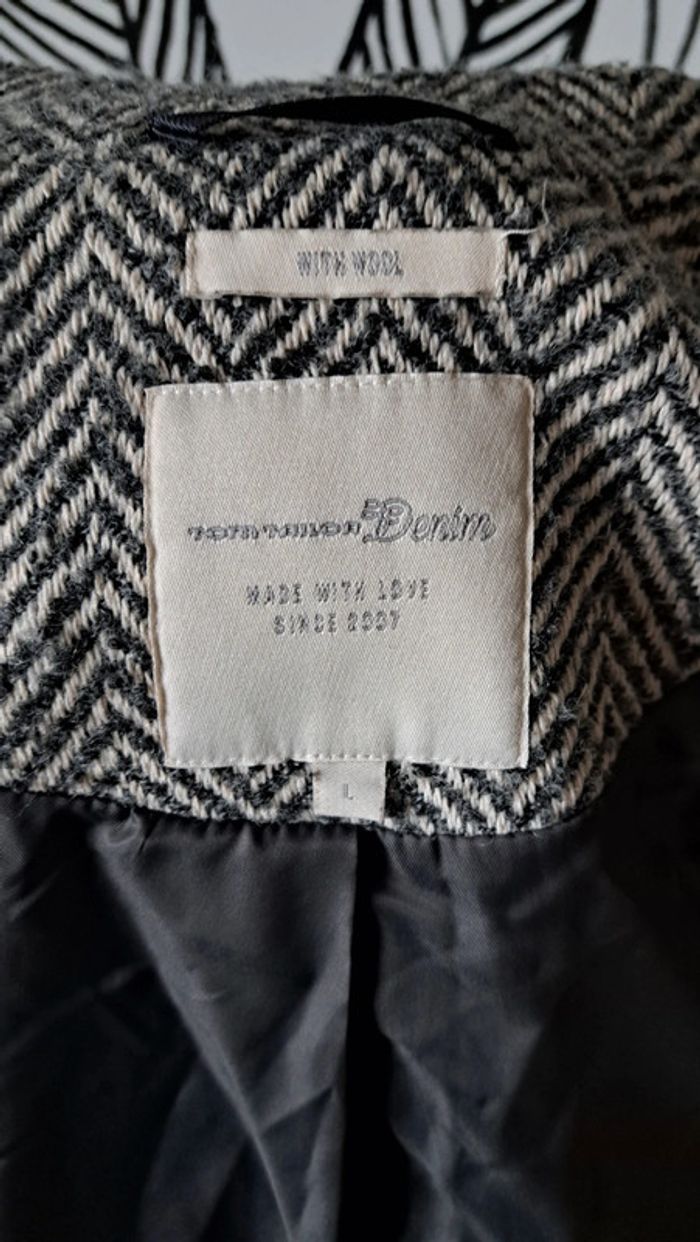 WITH WOOL
TOM TAILOR Denim
MADE WITH LOVE
SINCE 2007
L